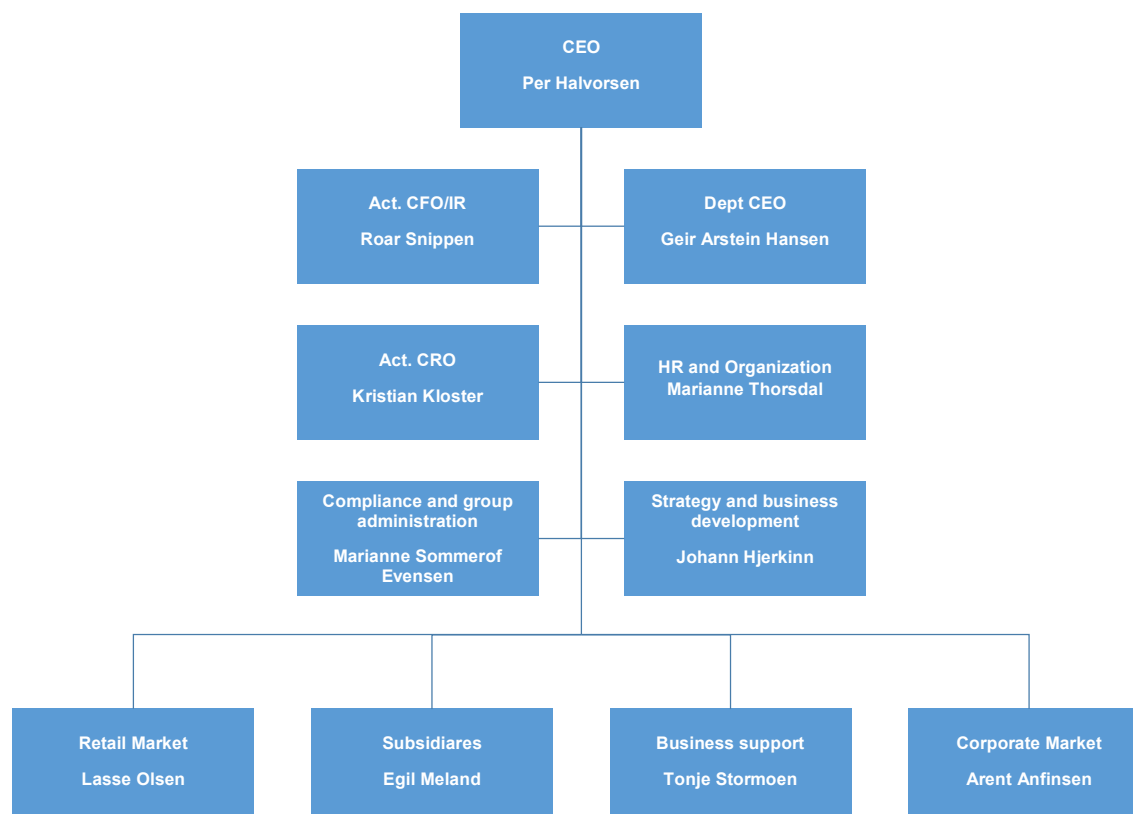 CEO
Per Halvorsen
Act. CFO/IR
Roar Snippen
Dept CEO
Geir Arstein Hansen
Act. CRO
Kristian Kloster
HR and Organization
Marianne Thorsdal
Compliance and group
administration
Marianne Sommerof
Evensen
Strategy and business
development
Johann Hjerkinn
Retail Market
Lasse Olsen
Subsidiares
Egil Meland
Business support
Tonje Stormoen
Corporate Market
Arent Anfinsen